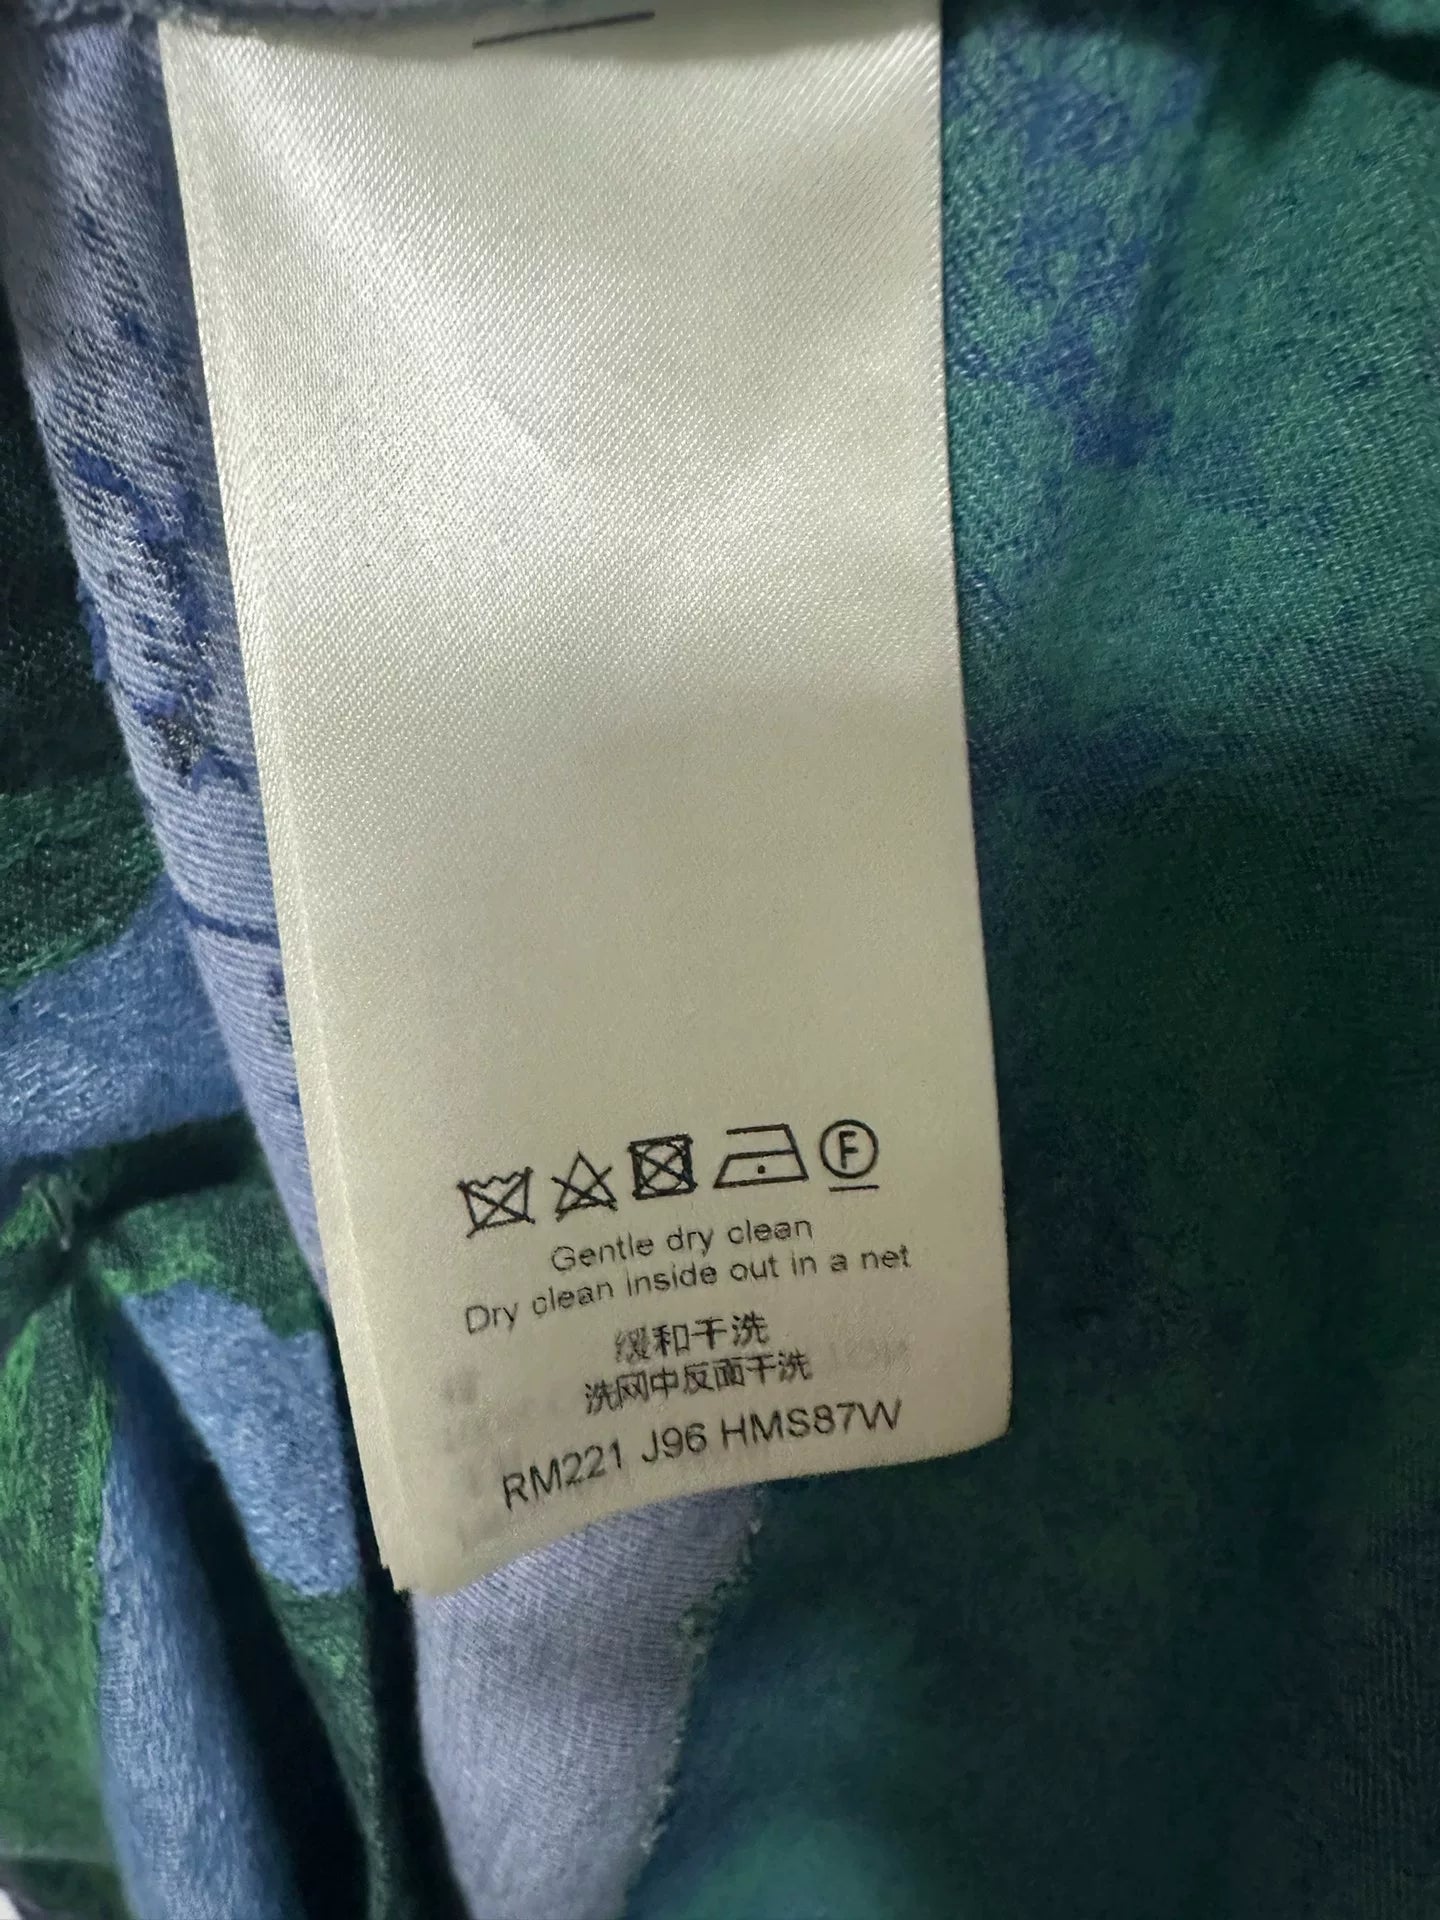 F
Gentle dry clean
Dry clean inside out in a net
缓和干洗
洗网中反面干洗
RM221 J96 HMS87W